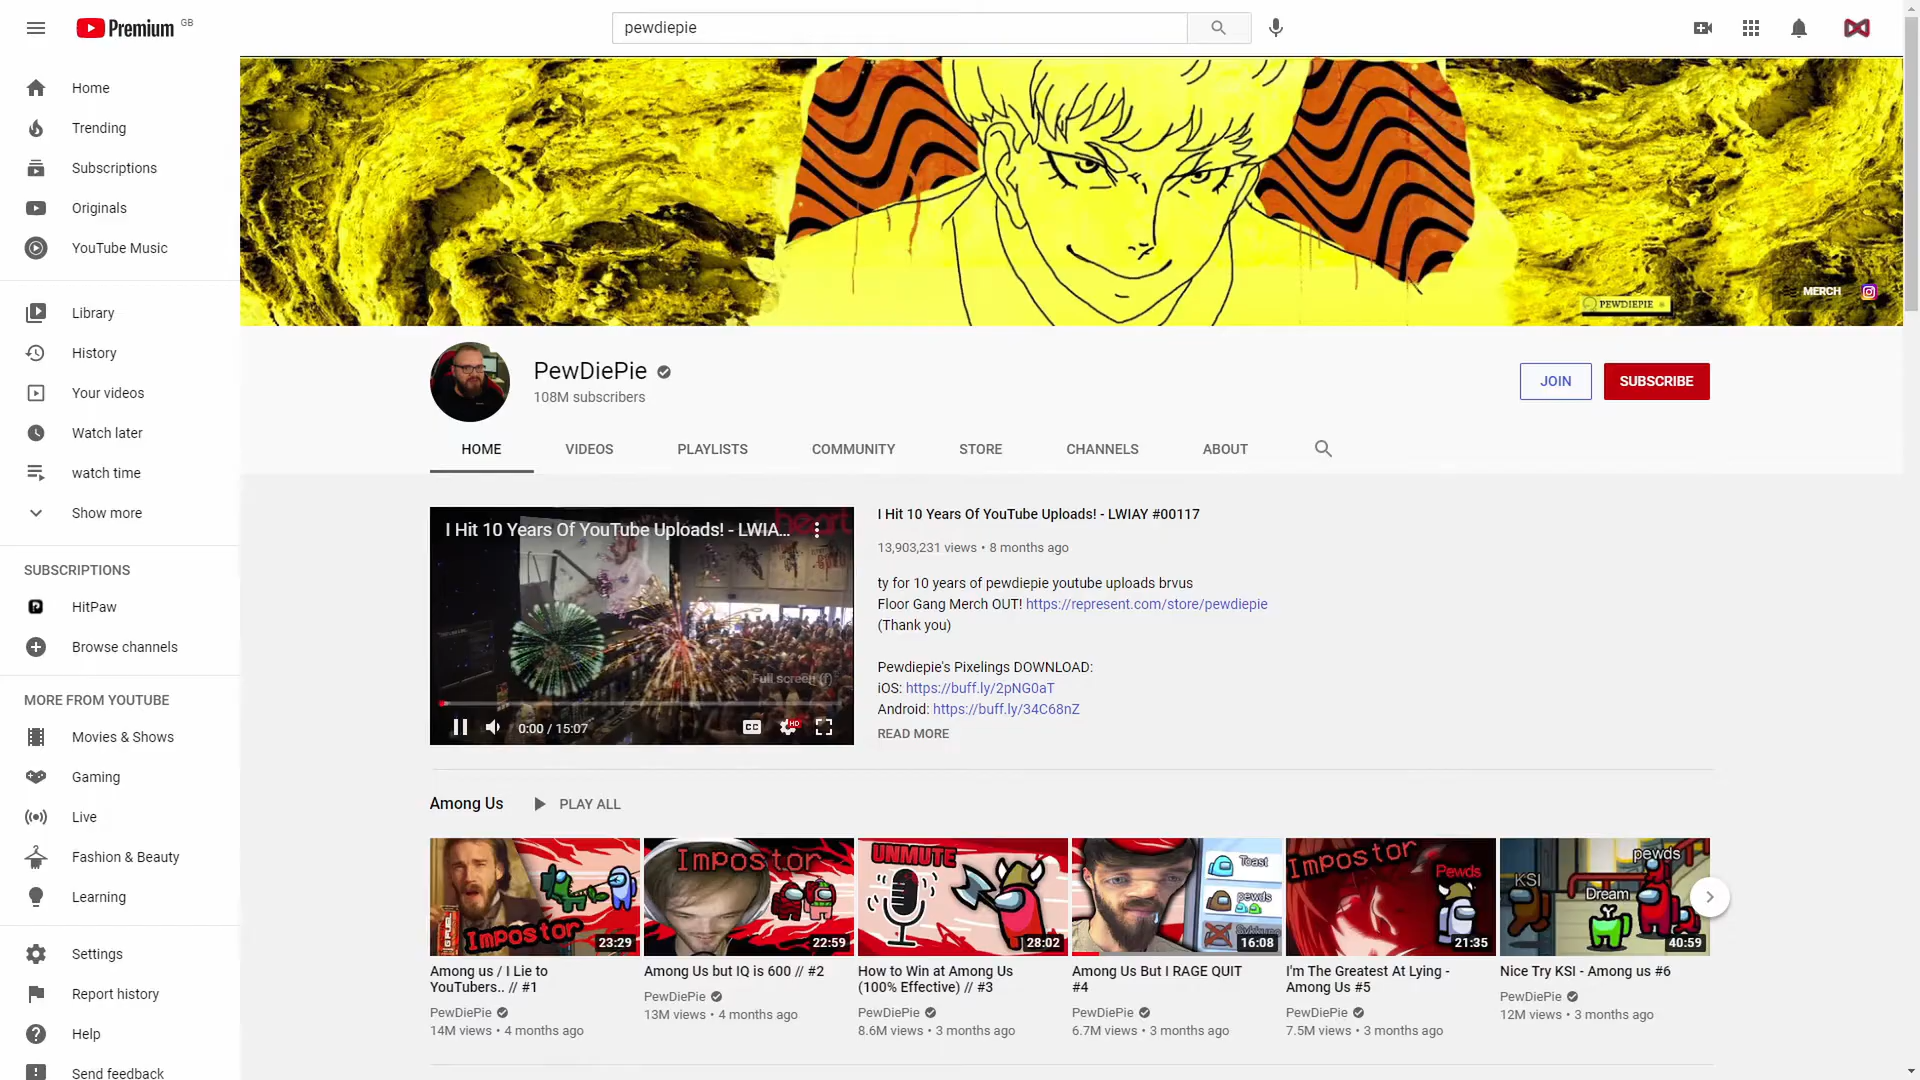 Premium GB
pewdiepie
Home
Trending
Subscriptions
Originals
YouTube Music
Library
History
Your videos
Watch later
watch time
Show more
SUBSCRIPTIONS
HitPaw
Browse channels
MORE FROM YOUTUBE
Movies & Shows
Gaming
Live
Fashion & Beauty
Learning
Settings
Report history
Help
Send feedback
PEWDIEPIE
MERCH
PewDiePie
108M subscribers
JOIN
SUBSCRIBE
HOME VIDEOS PLAYLISTS COMMUNITY STORE CHANNELS ABOUT
heart
I Hit 10 Years Of YouTube Uploads! - LWIA...
Full screen (f)
0:00 / 15:07
CC
HD
I Hit 10 Years Of YouTube Uploads! - LWIAY #00117
13,903,231 views • 8 months ago
ty for 10 years of pewdiepie youtube uploads brvus
Floor Gang Merch OUT! https://represent.com/store/pewdiepie
(Thank you)
Pewdiepie's Pixelings DOWNLOAD:
iOS: https://buff.ly/2pNG0aT
Android: https://buff.ly/34C68nZ
READ MORE
Among Us
PLAY ALL
Impostor
23:29
Among us / I Lie to
YouTubers.. // #1
PewDiePie
14M views • 4 months ago
Impostor
22:59
Among Us but IQ is 600 // #2
PewDiePie
13M views • 4 months ago
UNMUTE
28:02
How to Win at Among Us
(100% Effective) // #3
PewDiePie
8.6M views • 3 months ago
Toast
pewds
16:08
Among Us But I RAGE QUIT
#4
PewDiePie
6.7M views • 3 months ago
Impostor
Pewds
21:35
I'm The Greatest At Lying -
Among Us #5
PewDiePie
7.5M views • 3 months ago
pewds
KSI
Dream
40:59
Nice Try KSI - Among us #6
PewDiePie
12M views • 3 months ago